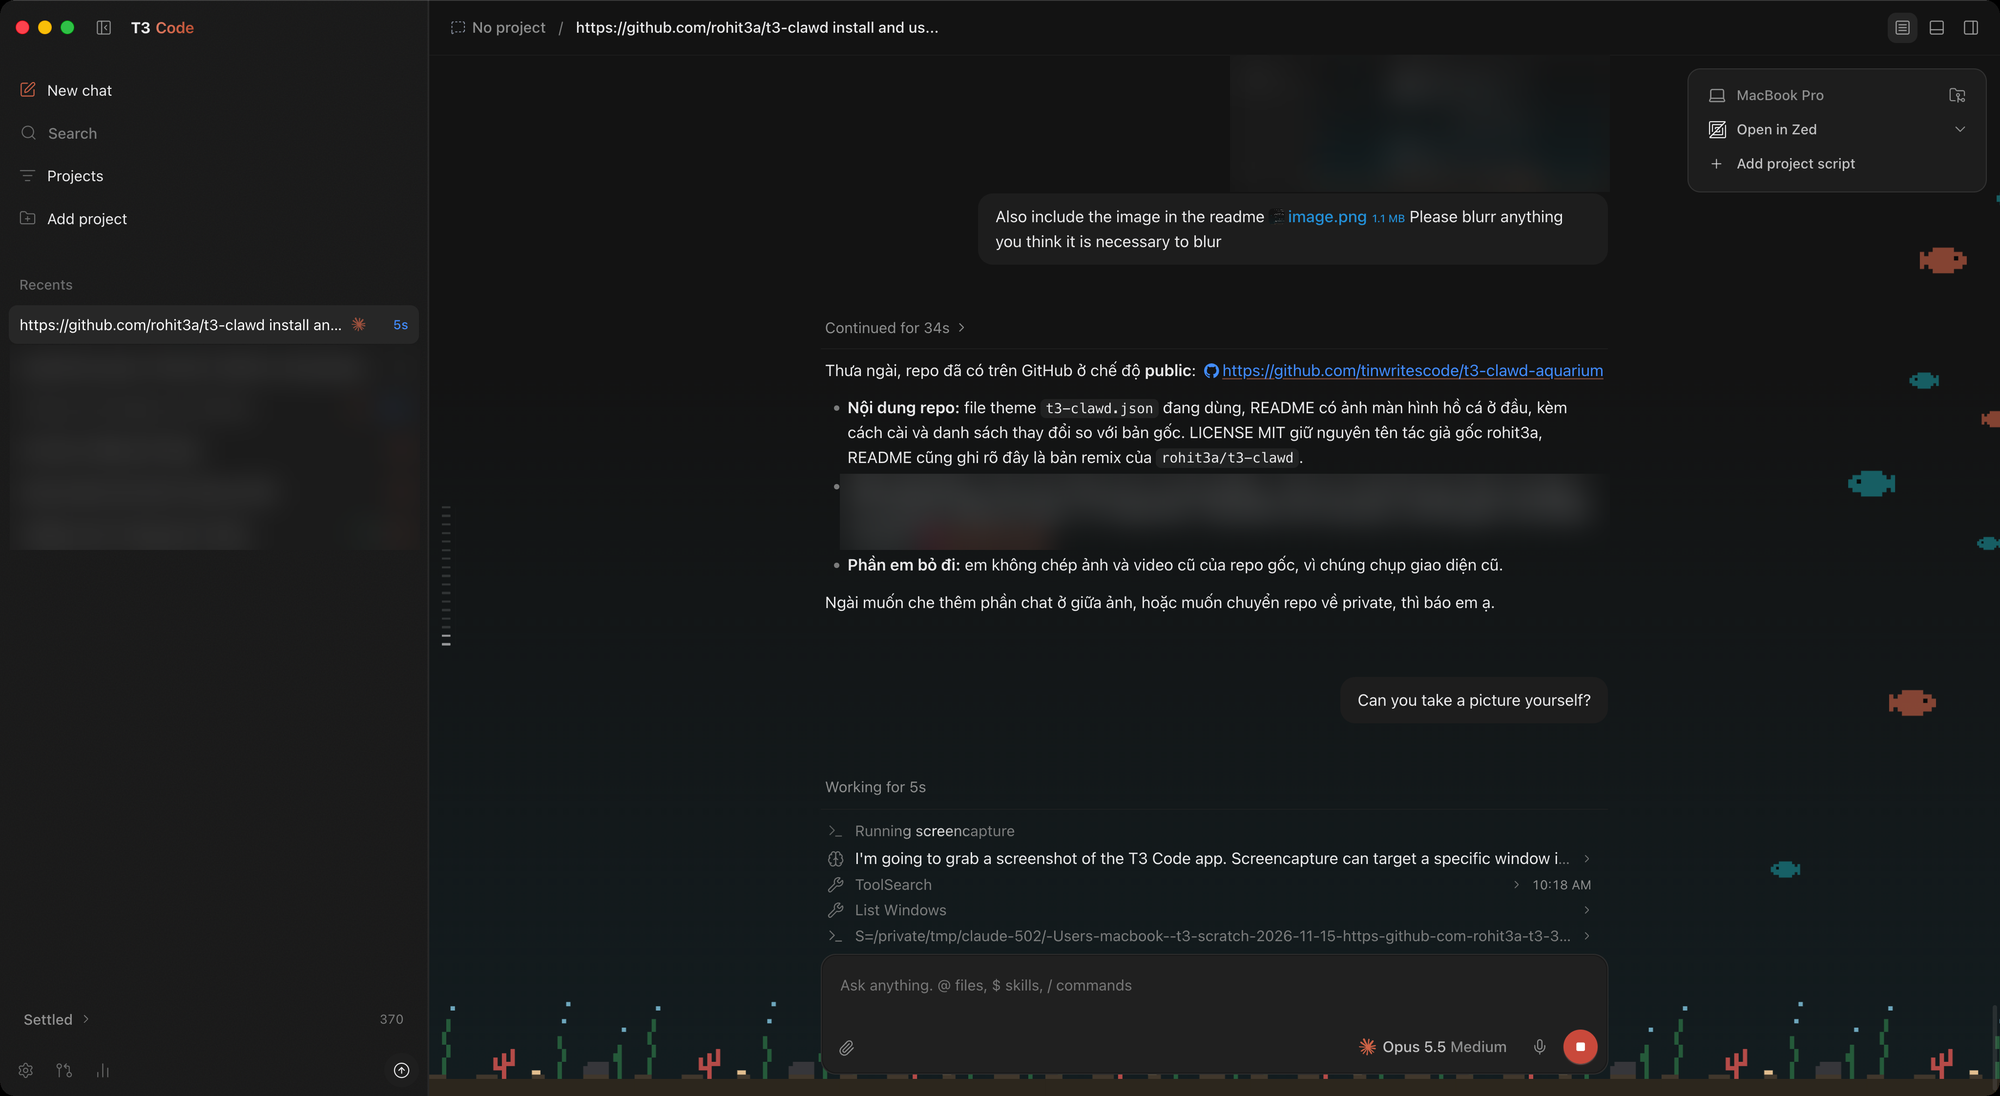 T3 Code
New chat
Search
Projects
Add project
Recents
https://github.com/rohit3a/t3-clawd install an... 5s
Settled 370
No project / https://github.com/rohit3a/t3-clawd install and us...
MacBook Pro
Open in Zed
Add project script
Also include the image in the readme image.png 1.1 MB Please blurr anything
you think it is necessary to blur
Continued for 34s
Thưa ngài, repo đã có trên GitHub ở chế độ public: https://github.com/tinwritescode/t3-clawd-aquarium
Nội dung repo: file theme t3-clawd.json đang dùng, README có ảnh màn hình hồ cá ở đầu, kèm
cách cài và danh sách thay đổi so với bản gốc. LICENSE MIT giữ nguyên tên tác giả gốc rohit3a,
README cũng ghi rõ đây là bản remix của rohit3a/t3-clawd.
Phần em bỏ đi: em không chép ảnh và video cũ của repo gốc, vì chúng chụp giao diện cũ.
Ngài muốn che thêm phần chat ở giữa ảnh, hoặc muốn chuyển repo về private, thì báo em ạ.
Can you take a picture yourself?
Working for 5s
Running screencapture
I'm going to grab a screenshot of the T3 Code app. Screencapture can target a specific window i...
ToolSearch 10:18 AM
List Windows
S=/private/tmp/claude-502/-Users-macbook--t3-scratch-2026-11-15-https-github-com-rohit3a-t3-3...
Ask anything. @ files, $ skills, / commands
Opus 5.5 Medium